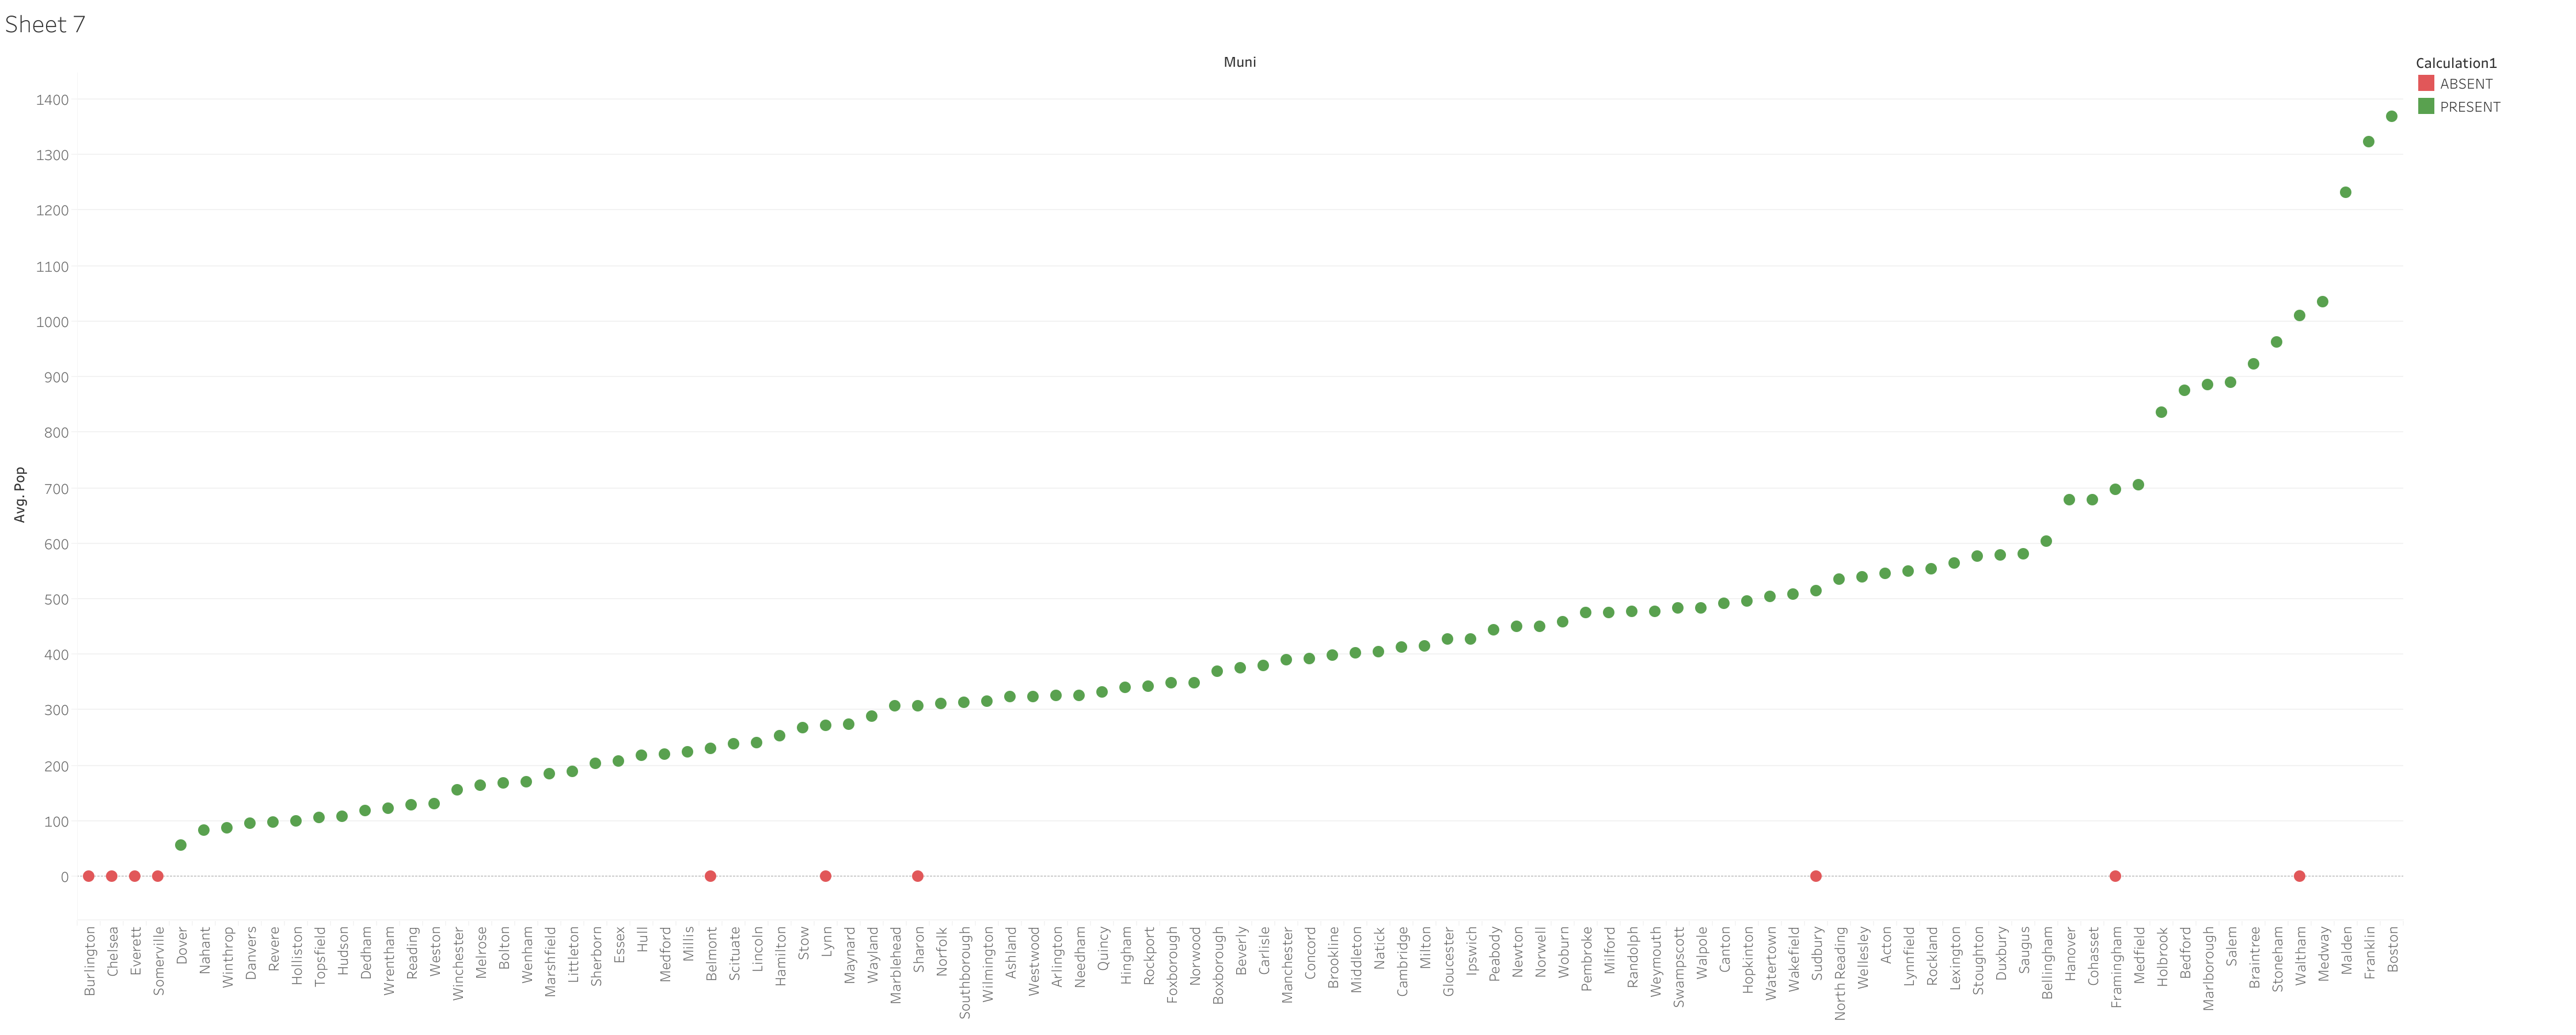 Sheet 7
Muni
Calculation1
ABSENT
PRESENT
Avg. Pop
1400
1300
1200
1100
1000
900
800
700
600
500
400
300
200
100
0
Burlington
Chelsea
Everett
Somerville
Dover
Nahant
Winthrop
Danvers
Revere
Holliston
Topsfield
Hudson
Dedham
Wrentham
Reading
Weston
Winchester
Melrose
Bolton
Wenham
Marshfield
Littleton
Sherborn
Essex
Hull
Medford
Millis
Belmont
Scituate
Lincoln
Hamilton
Stow
Lynn
Maynard
Wayland
Marblehead
Sharon
Norfolk
Southborough
Wilmington
Ashland
Westwood
Arlington
Needham
Quincy
Hingham
Rockport
Foxborough
Norwood
Boxborough
Beverly
Carlisle
Manchester
Concord
Brookline
Middleton
Natick
Cambridge
Milton
Gloucester
Ipswich
Peabody
Newton
Norwell
Woburn
Pembroke
Milford
Randolph
Weymouth
Swampscott
Walpole
Canton
Hopkinton
Watertown
Wakefield
Sudbury
North Reading
Wellesley
Acton
Lynnfield
Rockland
Lexington
Stoughton
Duxbury
Saugus
Bellingham
Hanover
Cohasset
Framingham
Medfield
Holbrook
Bedford
Marlborough
Salem
Braintree
Stoneham
Waltham
Medway
Malden
Franklin
Boston